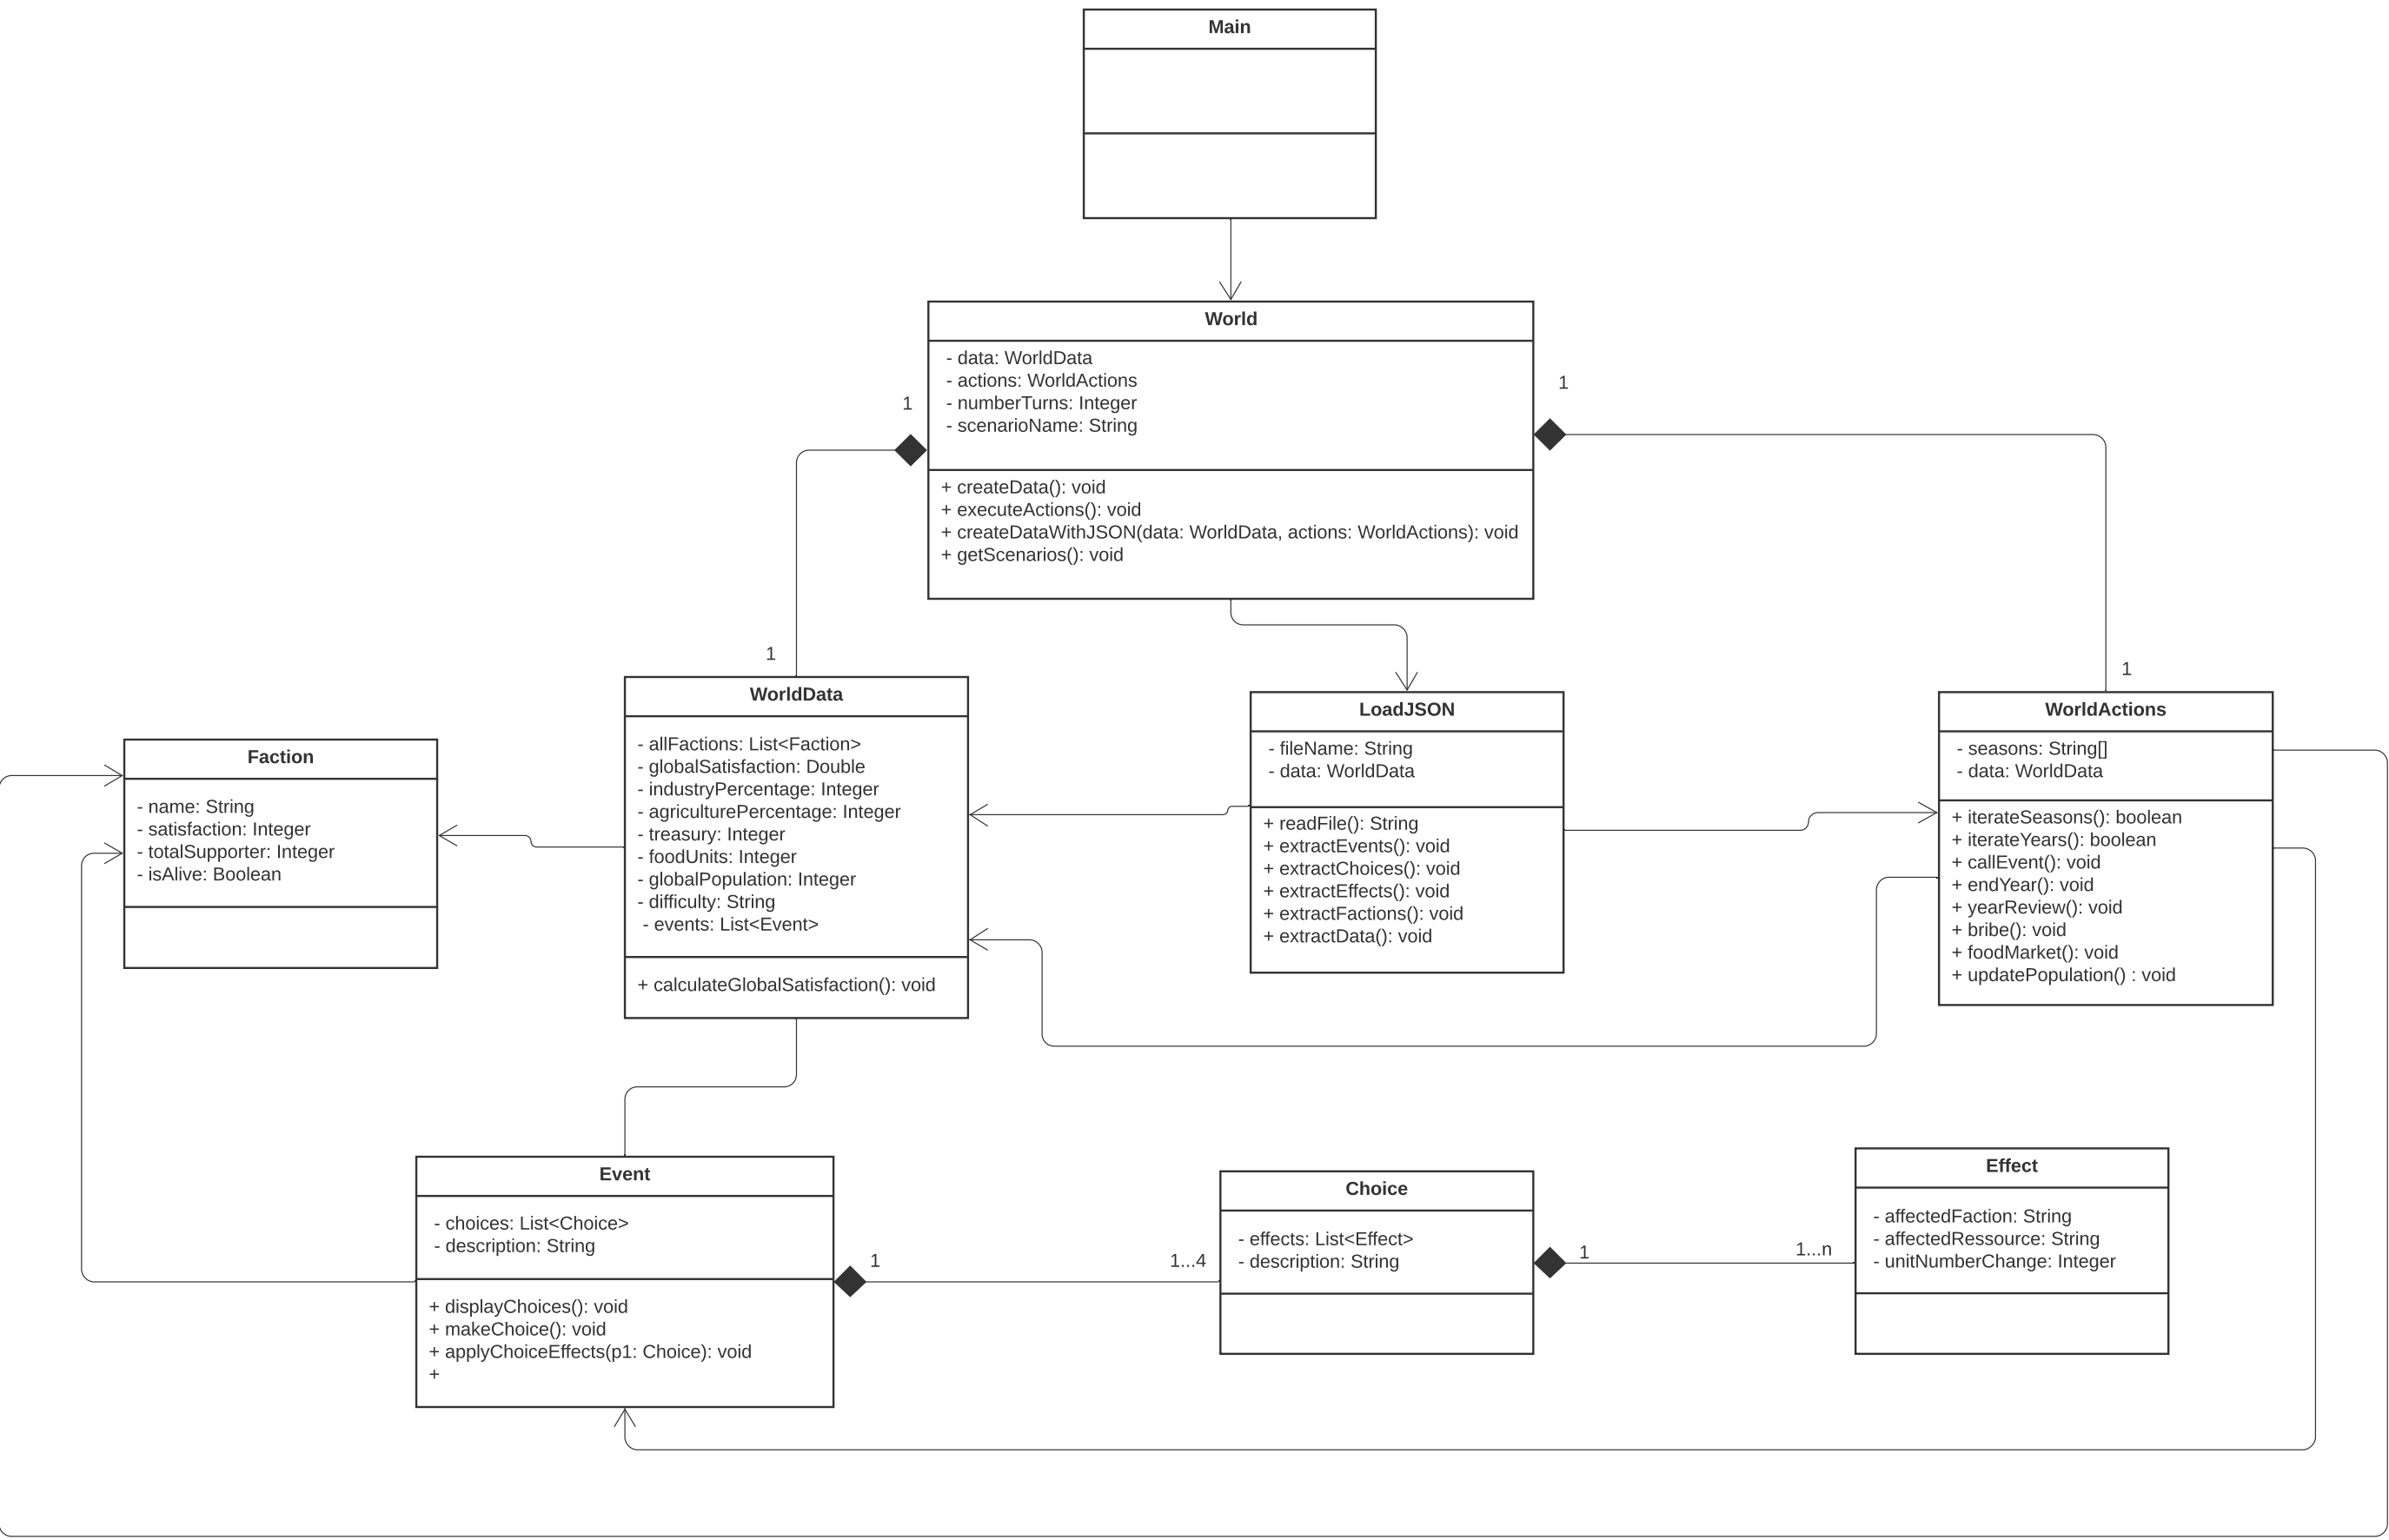 Main
World
- data: WorldData
- actions: WorldActions
- numberTurns: Integer
- scenarioName: String
+ createData(): void
+ executeActions(): void
+ createDataWithJSON(data: WorldData, actions: WorldActions): void
+ getScenarios(): void
1
1
1
1
WorldData
- allFactions: List<Faction>
- globalSatisfaction: Double
- industryPercentage: Integer
- agriculturePercentage: Integer
- treasury: Integer
- foodUnits: Integer
- globalPopulation: Integer
- difficulty: String
- events: List<Event>
+ calculateGlobalSatisfaction(): void
LoadJSON
- fileName: String
- data: WorldData
+ readFile(): String
+ extractEvents(): void
+ extractChoices(): void
+ extractEffects(): void
+ extractFactions(): void
+ extractData(): void
WorldActions
- seasons: String[]
- data: WorldData
+ iterateSeasons(): boolean
+ iterateYears(): boolean
+ callEvent(): void
+ endYear(): void
+ yearReview(): void
+ bribe(): void
+ foodMarket(): void
+ updatePopulation() : void
Faction
- name: String
- satisfaction: Integer
- totalSupporter: Integer
- isAlive: Boolean
Event
- choices: List<Choice>
- description: String
+ displayChoices(): void
+ makeChoice(): void
+ applyChoiceEffects(p1: Choice): void
+
1
1...4
Choice
- effects: List<Effect>
- description: String
1
1...n
Effect
- affectedFaction: String
- affectedRessource: String
- unitNumberChange: Integer